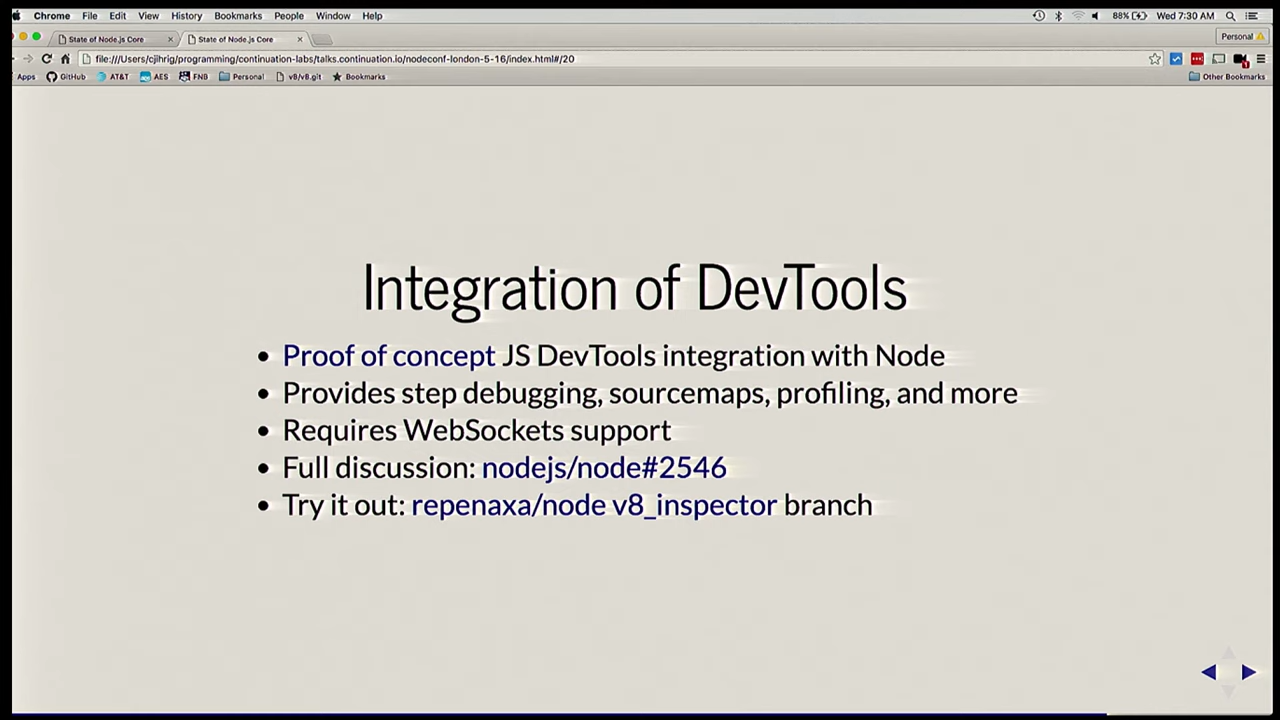 Chrome File Edit View History Bookmarks People Window Help 88% Wed 7:30 AM
State of Node.js Core State of Node.js Core Personal
file:///Users/cjihrig/programming/continuation-labs/talks.continuation.io/nodeconf-london-5-16/index.html#/20
Apps GitHub AT&T AES FNB Personal v8/v8.git Bookmarks Other Bookmarks
Integration of DevTools
• Proof of concept JS DevTools integration with Node
• Provides step debugging, sourcemaps, profiling, and more
• Requires WebSockets support
• Full discussion: nodejs/node#2546
• Try it out: repenaxa/node v8_inspector branch